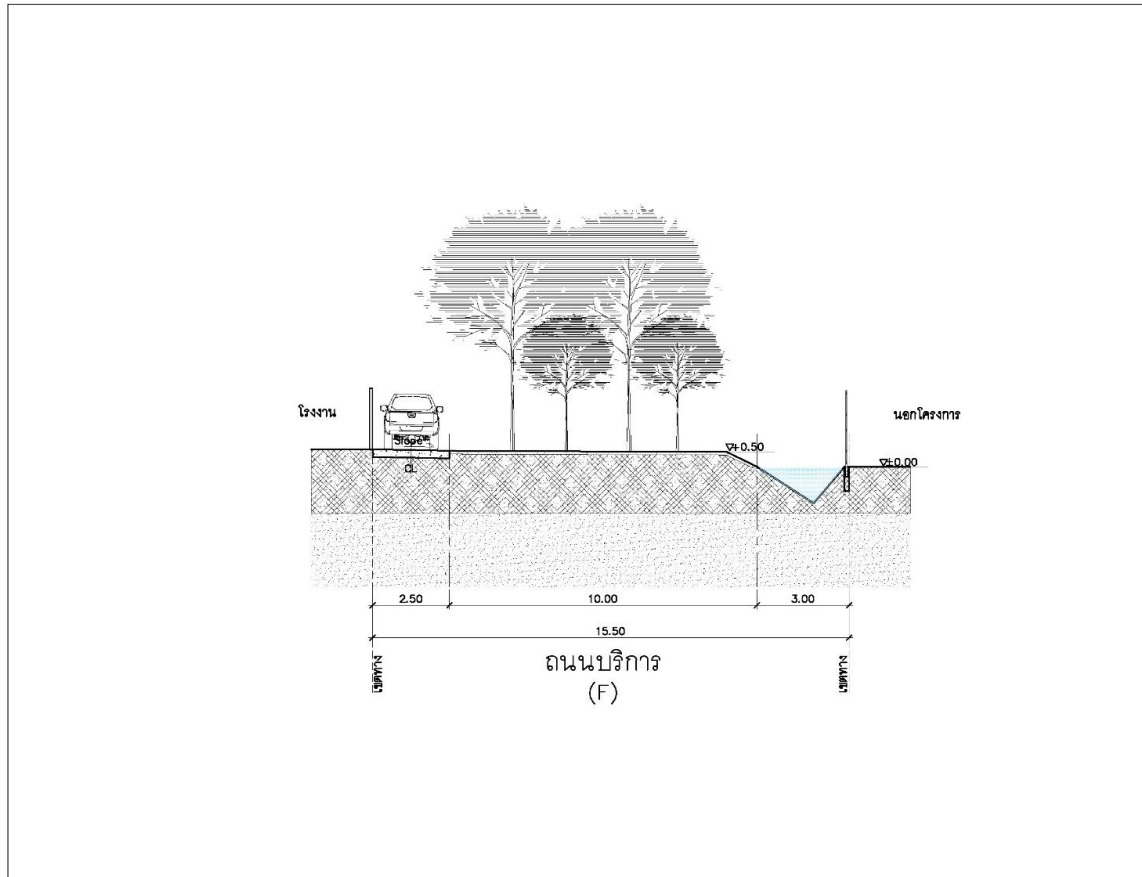 โรงงาน
นอกโครงการ
Slope
CL
+0.50
±0.00
2.50
10.00
3.00
15.50
เขตทาง
เขตทาง
ถนนบริการ
(F)